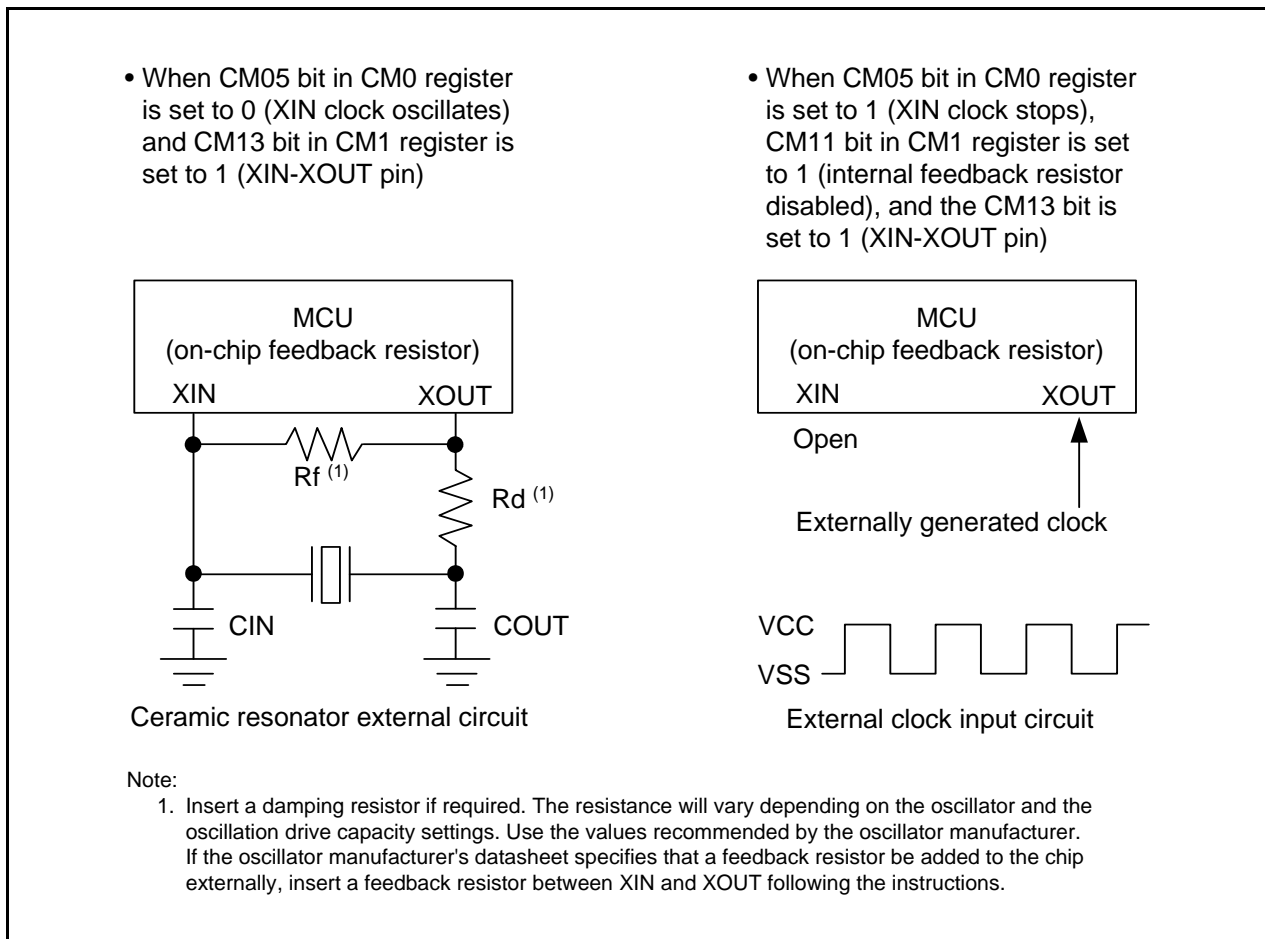 • When CM05 bit in CM0 register
is set to 0 (XIN clock oscillates)
and CM13 bit in CM1 register is
set to 1 (XIN-XOUT pin)
MCU
(on-chip feedback resistor)
XIN
XOUT
Rf (1)
Rd (1)
CIN
COUT
Ceramic resonator external circuit
• When CM05 bit in CM0 register
is set to 1 (XIN clock stops),
CM11 bit in CM1 register is set
to 1 (internal feedback resistor
disabled), and the CM13 bit is
set to 1 (XIN-XOUT pin)
MCU
(on-chip feedback resistor)
XIN
XOUT
Open
Externally generated clock
VCC
VSS
External clock input circuit
Note:
1. Insert a damping resistor if required. The resistance will vary depending on the oscillator and the
oscillation drive capacity settings. Use the values recommended by the oscillator manufacturer.
If the oscillator manufacturer's datasheet specifies that a feedback resistor be added to the chip
externally, insert a feedback resistor between XIN and XOUT following the instructions.